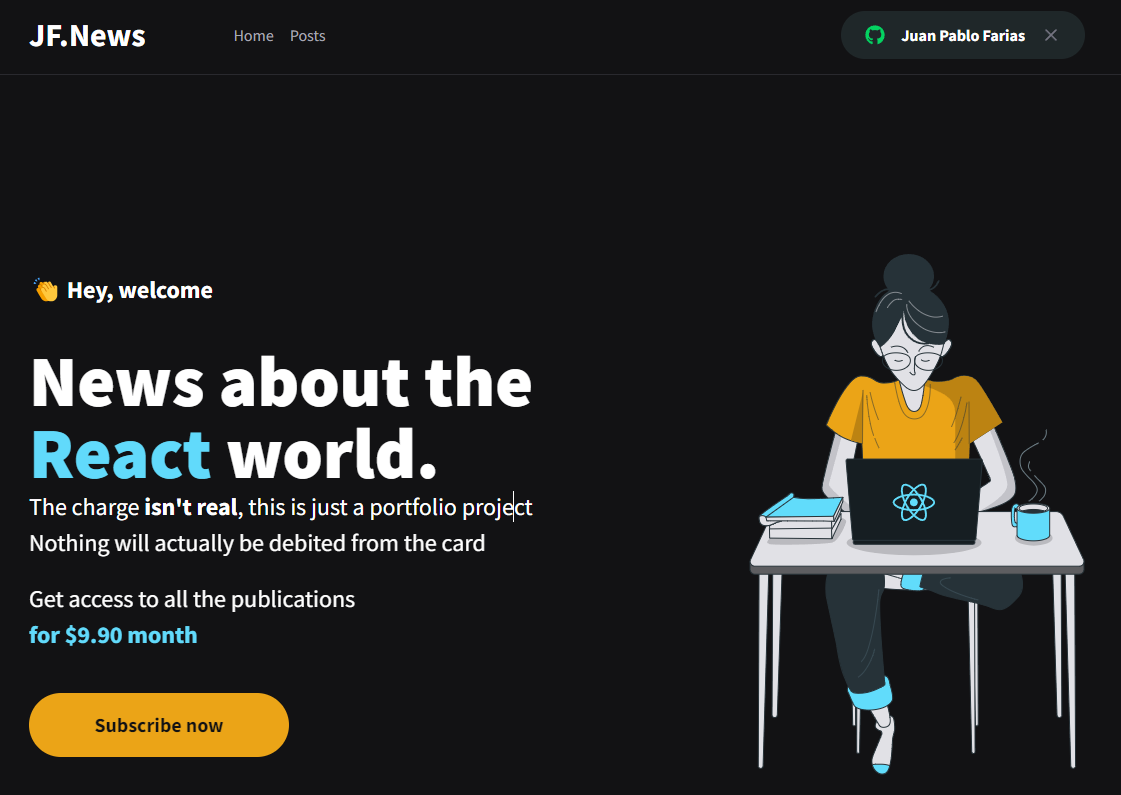 JF.News
Home Posts
Juan Pablo Farias
👏 Hey, welcome
News about the
React world.
The charge isn't real, this is just a portfolio project
Nothing will actually be debited from the card
Get access to all the publications
for $9.90 month
Subscribe now